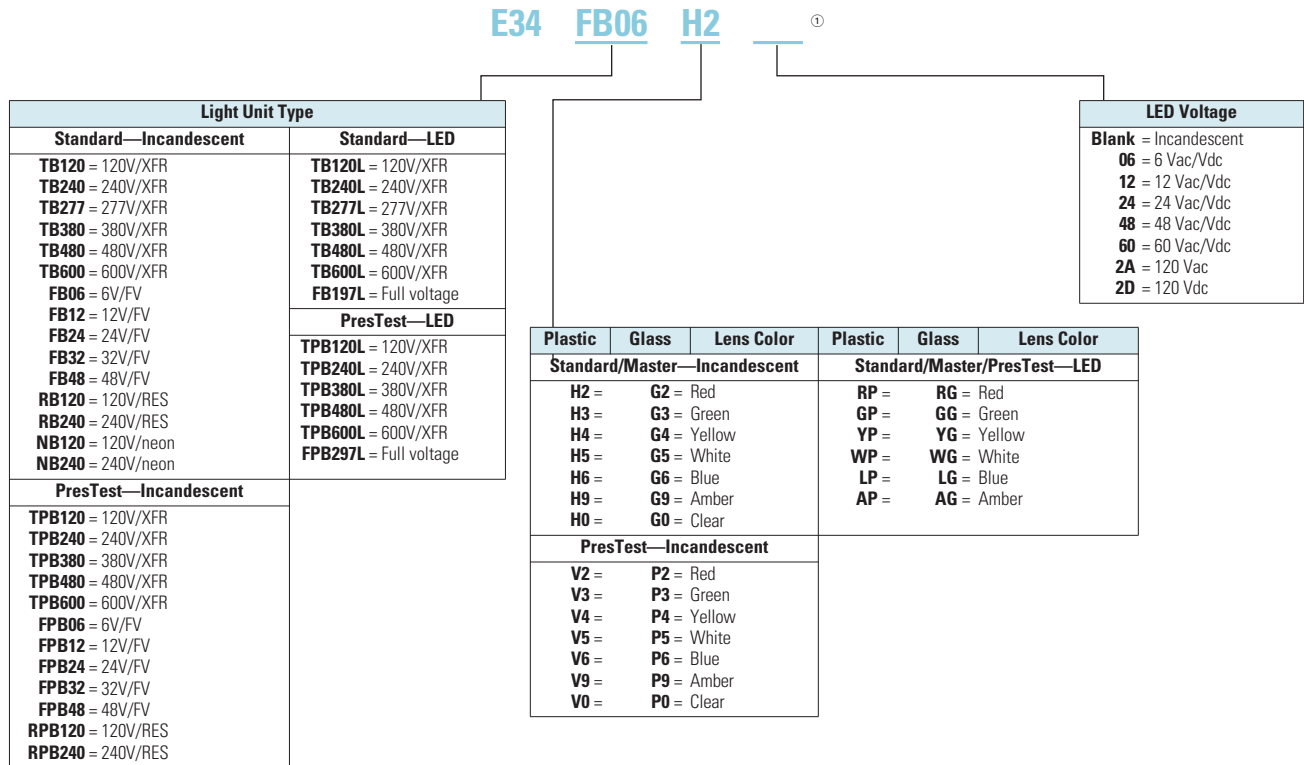 E34 FB06 H2 ①
Light Unit Type
Standard—Incandescent
TB120 = 120V/XFR
TB240 = 240V/XFR
TB277 = 277V/XFR
TB380 = 380V/XFR
TB480 = 480V/XFR
TB600 = 600V/XFR
FB06 = 6V/FV
FB12 = 12V/FV
FB24 = 24V/FV
FB32 = 32V/FV
FB48 = 48V/FV
RB120 = 120V/RES
RB240 = 240V/RES
NB120 = 120V/neon
NB240 = 240V/neon
PresTest—Incandescent
TPB120 = 120V/XFR
TPB240 = 240V/XFR
TPB380 = 380V/XFR
TPB480 = 480V/XFR
TPB600 = 600V/XFR
FPB06 = 6V/FV
FPB12 = 12V/FV
FPB24 = 24V/FV
FPB32 = 32V/FV
FPB48 = 48V/FV
RPB120 = 120V/RES
RPB240 = 240V/RES
Standard—LED
TB120L = 120V/XFR
TB240L = 240V/XFR
TB277L = 277V/XFR
TB380L = 380V/XFR
TB480L = 480V/XFR
TB600L = 600V/XFR
FB197L = Full voltage
PresTest—LED
TPB120L = 120V/XFR
TPB240L = 240V/XFR
TPB380L = 380V/XFR
TPB480L = 480V/XFR
TPB600L = 600V/XFR
FPB297L = Full voltage
Plastic Glass Lens Color
Standard/Master—Incandescent
H2 = G2 = Red
H3 = G3 = Green
H4 = G4 = Yellow
H5 = G5 = White
H6 = G6 = Blue
H9 = G9 = Amber
H0 = G0 = Clear
PresTest—Incandescent
V2 = P2 = Red
V3 = P3 = Green
V4 = P4 = Yellow
V5 = P5 = White
V6 = P6 = Blue
V9 = P9 = Amber
V0 = P0 = Clear
Plastic Glass Lens Color
Standard/Master/PresTest—LED
RP = RG = Red
GP = GG = Green
YP = YG = Yellow
WP = WG = White
LP = LG = Blue
AP = AG = Amber
LED Voltage
Blank = Incandescent
06 = 6 Vac/Vdc
12 = 12 Vac/Vdc
24 = 24 Vac/Vdc
48 = 48 Vac/Vdc
60 = 60 Vac/Vdc
2A = 120 Vac
2D = 120 Vdc